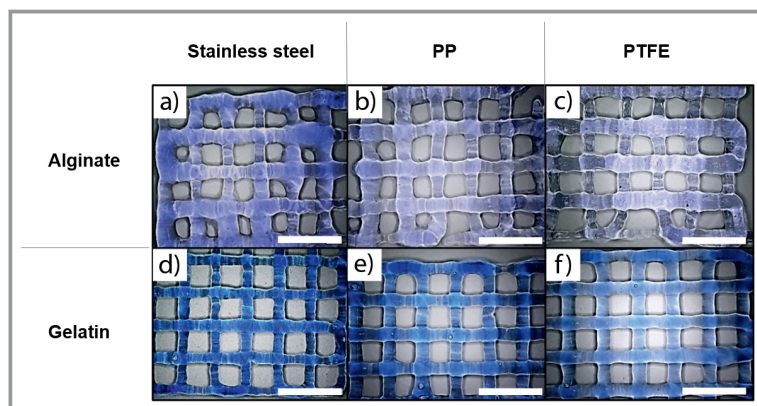 Stainless steel PP PTFE
Alginate
a) b) c)
Gelatin
d) e) f)